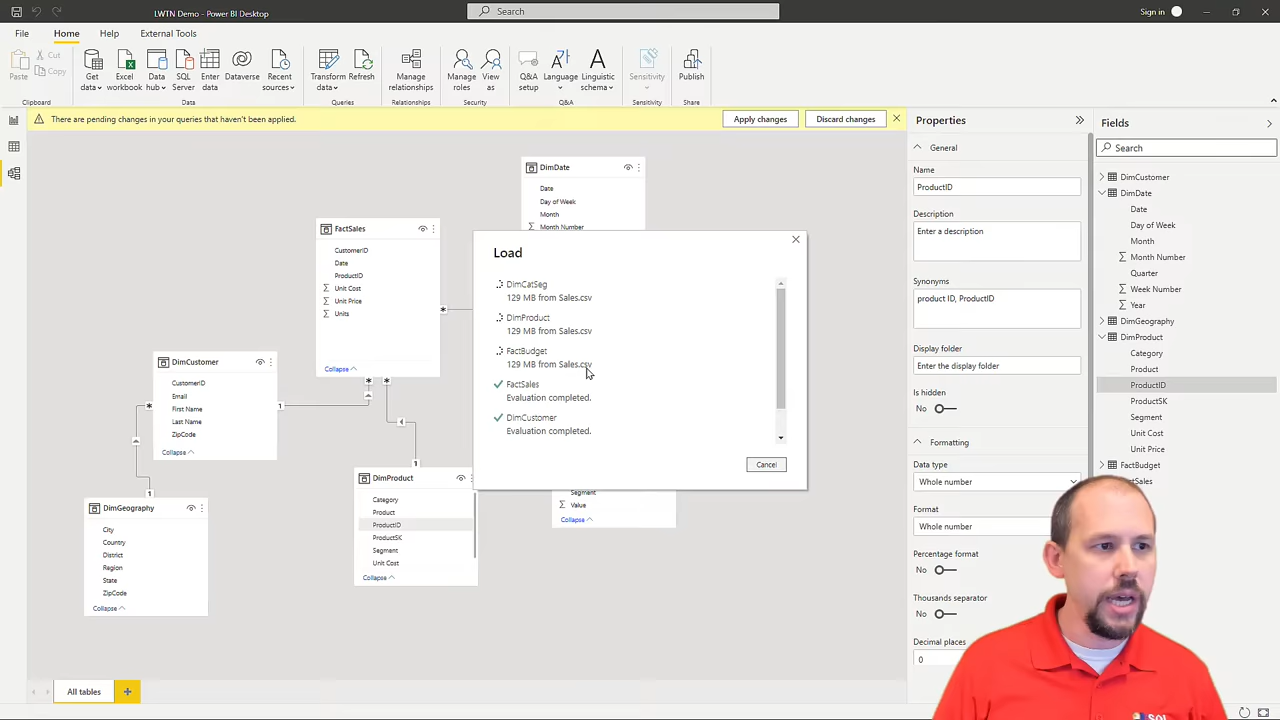 LWTN Demo - Power BI Desktop
Search
Sign in
File
Home
Help
External Tools
Paste
Cut
Copy
Get data
Excel workbook
Data hub
SQL Server
Enter data
Dataverse
Recent sources
Transform data
Refresh
Manage relationships
Manage roles
View as
Q&A setup
Language
Linguistic schema
Sensitivity
Publish
Clipboard
Data
Queries
Relationships
Security
Q&A
Sensitivity
Share
There are pending changes in your queries that haven't been applied.
Apply changes
Discard changes
DimDate
Date
Day of Week
Month
Month Number
FactSales
CustomerID
Date
ProductID
Unit Cost
Unit Price
Units
Collapse
DimCustomer
CustomerID
Email
First Name
Last Name
ZipCode
Collapse
DimGeography
City
Country
District
Region
State
ZipCode
Collapse
DimProduct
Category
Product
ProductID
ProductSK
Segment
Unit Cost
Collapse
Segment
Value
Collapse
1
1
1
Load
DimCatSeg
129 MB from Sales.csv
DimProduct
129 MB from Sales.csv
FactBudget
129 MB from Sales.csv
FactSales
Evaluation completed.
DimCustomer
Evaluation completed.
Cancel
All tables
Properties
General
Name
ProductID
Description
Enter a description
Synonyms
product ID, ProductID
Display folder
Enter the display folder
Is hidden
No
Formatting
Data type
Whole number
Format
Whole number
Percentage format
No
Thousands separator
No
Decimal places
0
Fields
Search
DimCustomer
DimDate
Date
Day of Week
Month
Month Number
Quarter
Week Number
Year
DimGeography
DimProduct
Category
Product
ProductID
ProductSK
Segment
Unit Cost
Unit Price
FactBudget
SQL